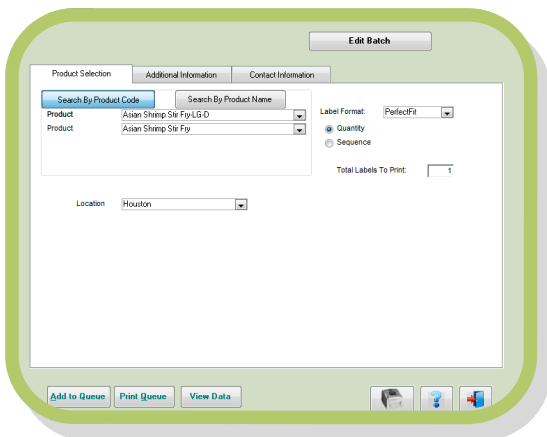 Edit Batch
Product Selection Additional Information Contact Information
Search By Product Code Search By Product Name
Product Asian Shrimp Stir Fry-LG-D
Product Asian Shrimp Stir Fry
Label Format: PerfectFit
Quantity
Sequence
Total Labels To Print: 1
Location Houston
Add to Queue Print Queue View Data
?